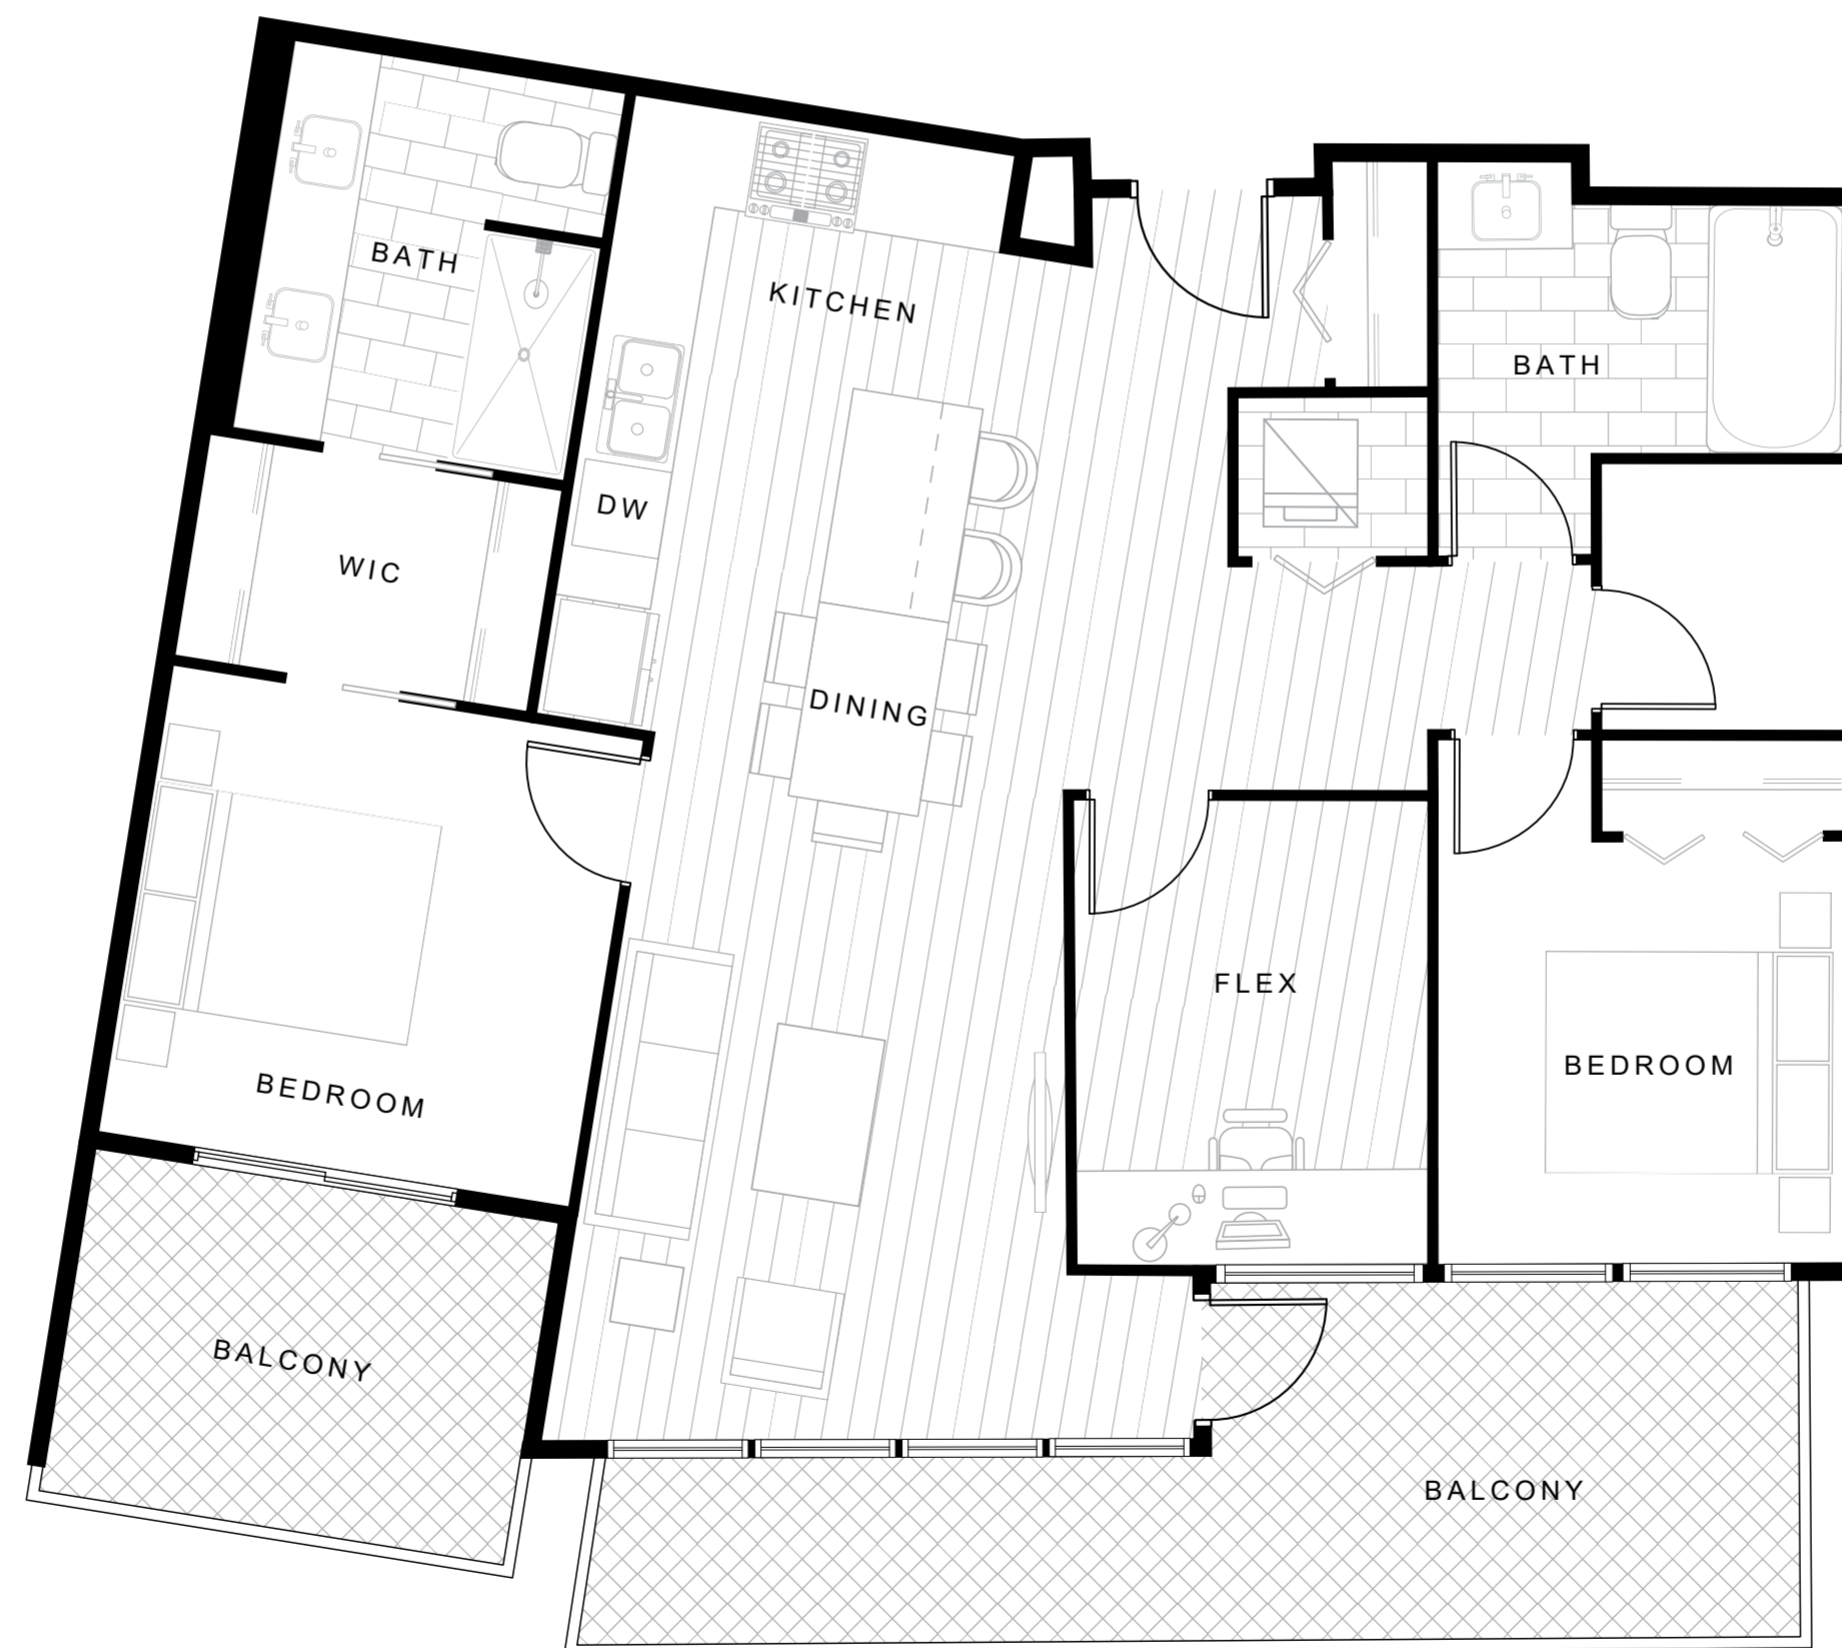 BATH
KITCHEN
BATH
DW
WIC
DINING
FLEX
BEDROOM
BEDROOM
BALCONY
BALCONY